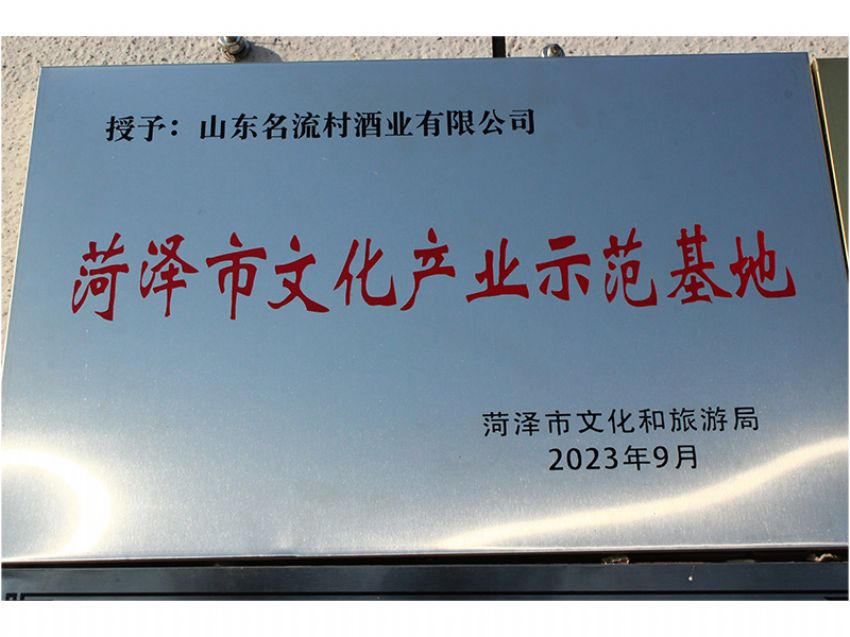 授予：山东名流村酒业有限公司
菏泽市文化产业示范基地
菏泽市文化和旅游局
2023年9月